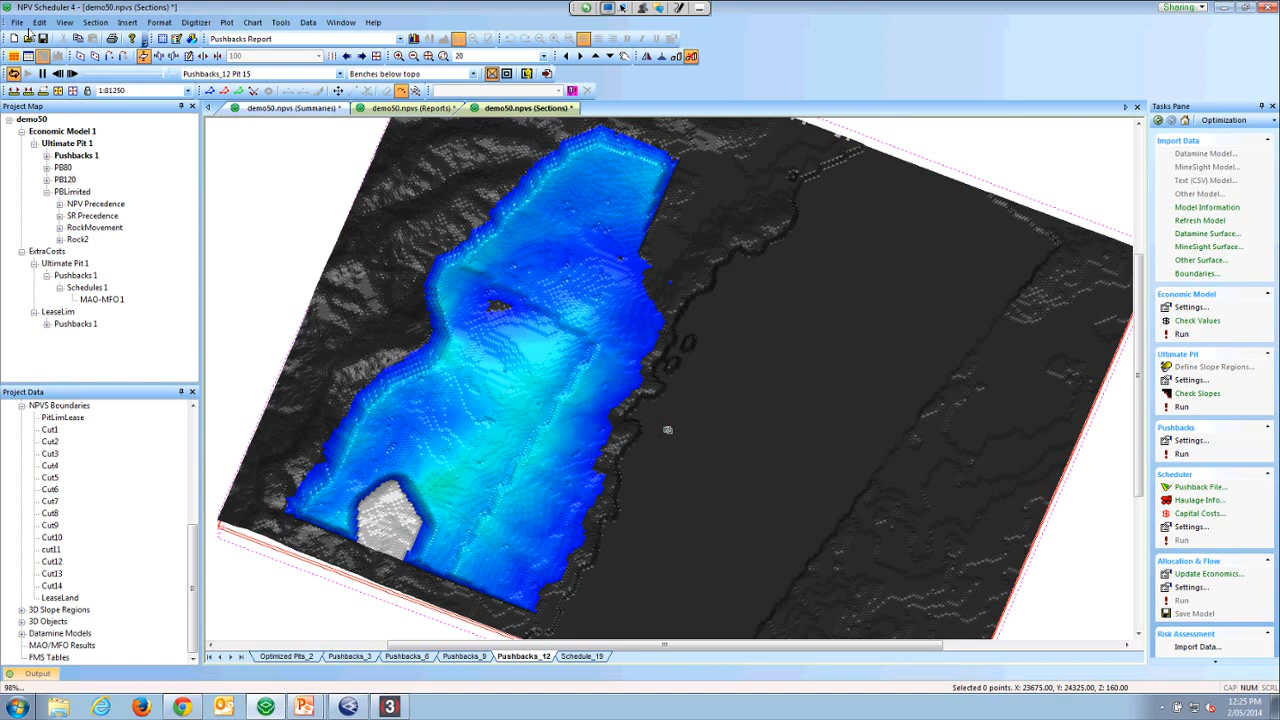 NPV Scheduler 4 - [demo50.npvs (Sections) *]
Sharing
File Edit View Section Insert Format Digitizer Plot Chart Tools Data Window Help
Pushbacks Report
100
20
Pushbacks_12 Pit 15
Benches below topo
1:81250
Project Map
demo50.npvs (Summaries) *
demo50.npvs (Reports) *
demo50.npvs (Sections) *
Tasks Pane
demo50
Economic Model 1
Ultimate Pit 1
Pushbacks 1
PB80
PB120
PBLimited
NPV Precedence
SR Precedence
RockMovement
Rock2
ExtraCosts
Ultimate Pit 1
Pushbacks 1
Schedules 1
MAO-MFO 1
LeaseLim
Pushbacks 1
Project Data
NPVS Boundaries
PitLimLease
Cut1
Cut2
Cut3
Cut4
Cut5
Cut6
Cut7
Cut8
Cut9
Cut10
cut11
Cut12
Cut13
Cut14
LeaseLand
3D Slope Regions
3D Objects
Datamine Models
MAO/MFO Results
FMS Tables
Output
Optimization
Import Data
Datamine Model...
MineSight Model...
Text (CSV) Model...
Other Model...
Model Information
Refresh Model
Datamine Surface...
MineSight Surface...
Other Surface...
Boundaries...
Economic Model
Settings...
Check Values
Run
Ultimate Pit
Define Slope Regions...
Settings...
Check Slopes
Run
Pushbacks
Settings...
Run
Scheduler
Pushback File...
Haulage Info...
Capital Costs...
Settings...
Run
Allocation & Flow
Update Economics...
Settings...
Run
Save Model
Risk Assessment
Import Data...
Optimized Pits_2
Pushbacks_3
Pushbacks_6
Pushbacks_9
Pushbacks_12
Schedule_19
98%...
Selected 0 points. X: 23675.00, Y: 24325.00, Z: 160.00
CAP NUM SCRL
3
12:25 PM
2/05/2014